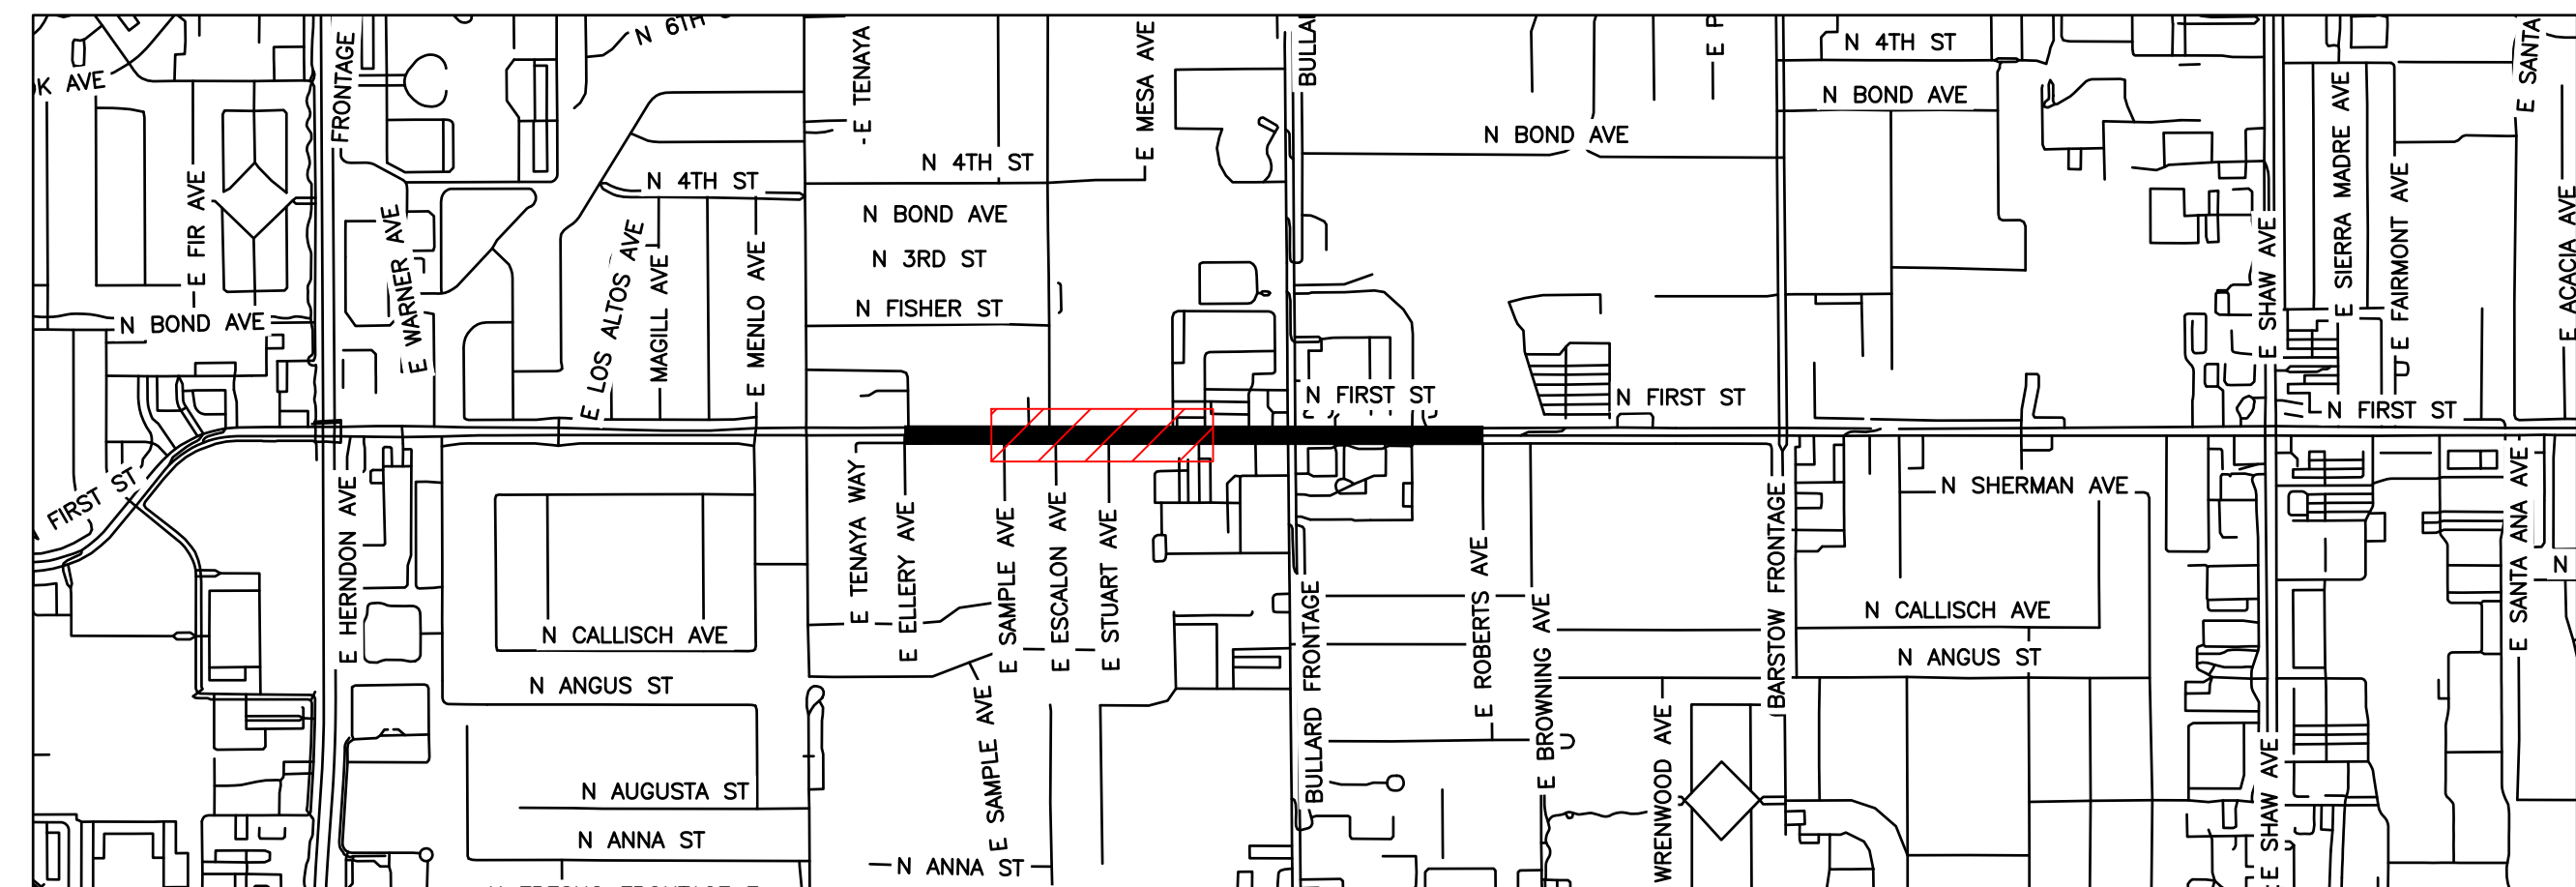 N 6TH
FRONTAGE
E TENAYA
E MESA AVE
BULLA
E P
N 4TH ST
E SANTA
K AVE
N BOND AVE
N BOND AVE
N 4TH ST
N 4TH ST
E FIR AVE
E WARNER AVE
N BOND AVE
N 3RD ST
N FISHER ST
E LOS ALTOS AVE
MAGILL AVE
E MENLO AVE
E SHAW AVE
E SIERRA MADRE AVE
E FAIRMONT AVE
E ACACIA AVE
N BOND AVE
N FIRST ST
N FIRST ST
N FIRST ST
FIRST ST
E HERNDON AVE
E TENAYA WAY
E ELLERY AVE
E SAMPLE AVE
E ESCALON AVE
E STUART AVE
BULLARD FRONTAGE
E ROBERTS AVE
E BROWNING AVE
BARSTOW FRONTAGE
N SHERMAN AVE
E SANTA ANA AVE
N
N CALLISCH AVE
N CALLISCH AVE
N ANGUS ST
N ANGUS ST
E SAMPLE AVE
WRENWOOD AVE
E SHAW AVE
N AUGUSTA ST
N ANNA ST
N ANNA ST
E